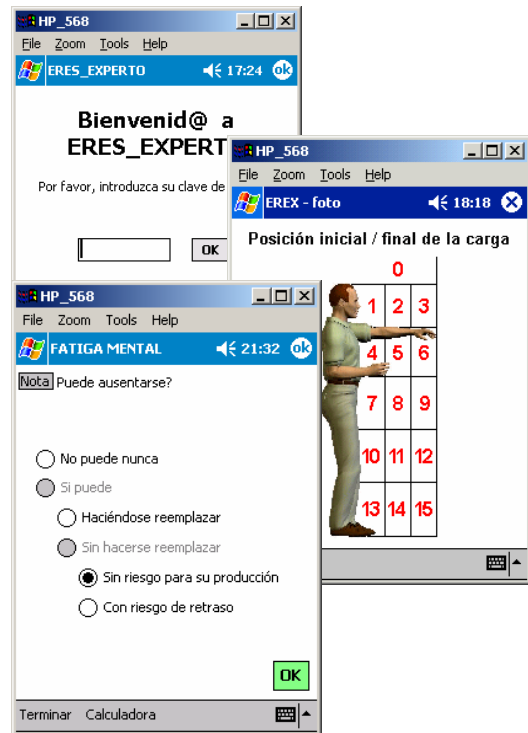 HP_568
File Zoom Tools Help
ERES_EXPERTO 17:24 ok
Bienvenid@ a
ERES_EXPERT
Por favor, introduzca su clave de
OK
HP_568
File Zoom Tools Help
EREX - foto 18:18
Posición inicial / final de la carga
0
1 2 3
4 5 6
7 8 9
10 11 12
13 14 15
HP_568
File Zoom Tools Help
FATIGA MENTAL 21:32 ok
Nota Puede ausentarse?
No puede nunca
Si puede
Haciéndose reemplazar
Sin hacerse reemplazar
Sin riesgo para su producción
Con riesgo de retraso
OK
Terminar Calculadora